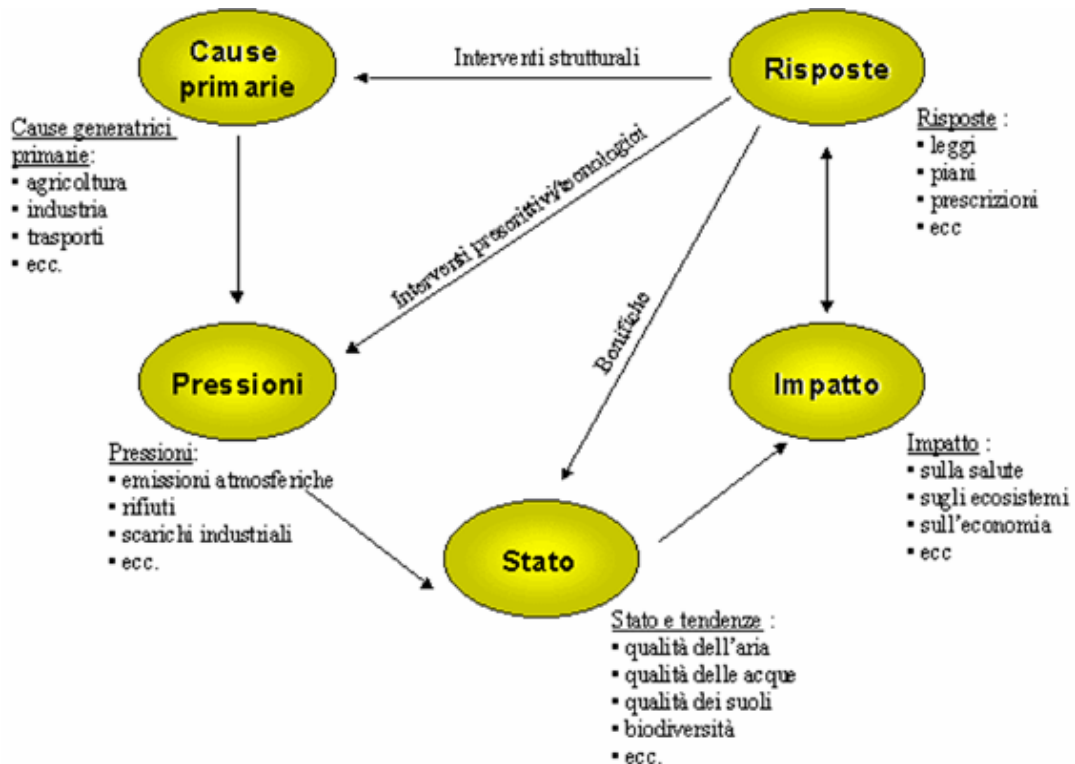 Cause
primarie
Interventi strutturali
Risposte
Cause generatrici
primarie:
▪ agricoltura
▪ industria
▪ trasporti
▪ ecc.
Risposte :
▪ leggi
▪ piani
▪ prescrizioni
▪ ecc
Interventi prescrittivi/tecnologici
Bonifiche
Pressioni
Impatto
Pressioni:
▪ emissioni atmosferiche
▪ rifiuti
▪ scarichi industriali
▪ ecc.
Impatto :
▪ sulla salute
▪ sugli ecosistemi
▪ sull'economia
▪ ecc
Stato
Stato e tendenze :
▪ qualità dell'aria
▪ qualità delle acque
▪ qualità dei suoli
▪ biodiversità
▪ ecc.